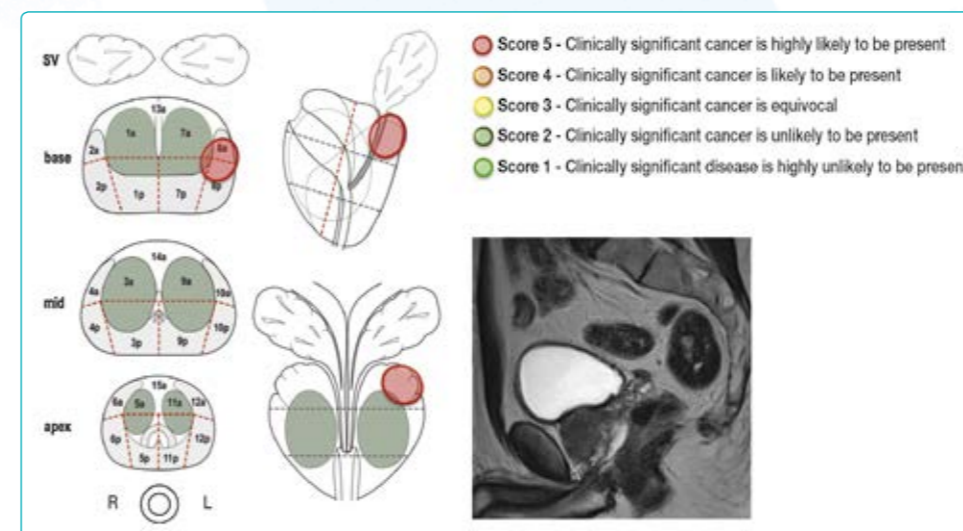 SV
13a
1a 7a
2a 8a
base
2p 8p
1p 7p
14a
3a 9a
mid
4a 10a
4p 10p
3p 9p
15a
6a 5a 11a 12a
apex
6p 12p
5p 11p
R L
Score 5 - Clinically significant cancer is highly likely to be present
Score 4 - Clinically significant cancer is likely to be present
Score 3 - Clinically significant cancer is equivocal
Score 2 - Clinically significant cancer is unlikely to be present
Score 1 - Clinically significant disease is highly unlikely to be presen